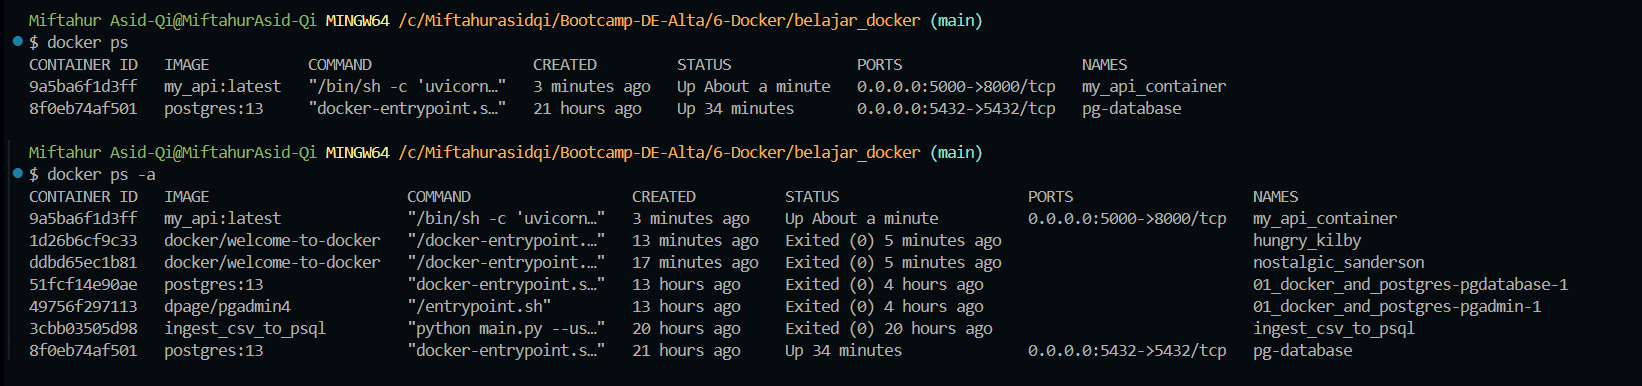 Miftahur Asid-Qi@MiftahurAsid-Qi MINGW64 /c/Miftahurasidqi/Bootcamp-DE-Alta/6-Docker/belajar_docker (main)
$ docker ps
CONTAINER ID   IMAGE           COMMAND                  CREATED         STATUS              PORTS                    NAMES
9a5ba6f1d3ff   my_api:latest   "/bin/sh -c 'uvicorn…"   3 minutes ago   Up About a minute   0.0.0.0:5000->8000/tcp   my_api_container
8f0eb74af501   postgres:13     "docker-entrypoint.s…"   21 hours ago    Up 34 minutes       0.0.0.0:5432->5432/tcp   pg-database
Miftahur Asid-Qi@MiftahurAsid-Qi MINGW64 /c/Miftahurasidqi/Bootcamp-DE-Alta/6-Docker/belajar_docker (main)
$ docker ps -a
CONTAINER ID   IMAGE                      COMMAND                  CREATED          STATUS                      PORTS                    NAMES
9a5ba6f1d3ff   my_api:latest              "/bin/sh -c 'uvicorn…"   3 minutes ago    Up About a minute           0.0.0.0:5000->8000/tcp   my_api_container
1d26b6cf9c33   docker/welcome-to-docker   "/docker-entrypoint.…"   13 minutes ago   Exited (0) 5 minutes ago                             hungry_kilby
ddbd65ec1b81   docker/welcome-to-docker   "/docker-entrypoint.…"   17 minutes ago   Exited (0) 5 minutes ago                             nostalgic_sanderson
51fcf14e90ae   postgres:13                "docker-entrypoint.s…"   13 hours ago     Exited (0) 4 hours ago                               01_docker_and_postgres-pgdatabase-1
49756f297113   dpage/pgadmin4             "/entrypoint.sh"         13 hours ago     Exited (0) 4 hours ago                               01_docker_and_postgres-pgadmin-1
3cbb03505d98   ingest_csv_to_psql         "python main.py --us…"   20 hours ago     Exited (0) 20 hours ago                              ingest_csv_to_psql
8f0eb74af501   postgres:13                "docker-entrypoint.s…"   21 hours ago     Up 34 minutes               0.0.0.0:5432->5432/tcp   pg-database